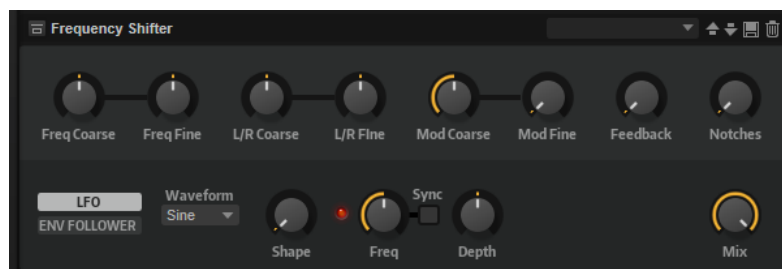 Frequency Shifter
Freq Coarse Freq Fine L/R Coarse L/R FIne Mod Coarse Mod Fine Feedback Notches
LFO
ENV FOLLOWER
Waveform
Sine
Shape
Freq
Sync
Depth
Mix